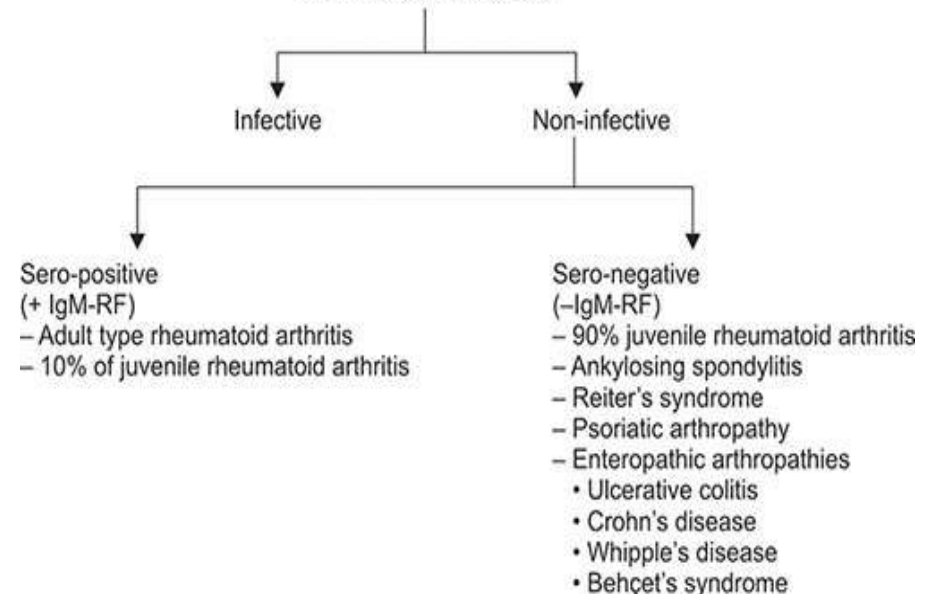 Infective
Non-infective
Sero-positive
(+ IgM-RF)
– Adult type rheumatoid arthritis
– 10% of juvenile rheumatoid arthritis
Sero-negative
(–IgM-RF)
– 90% juvenile rheumatoid arthritis
– Ankylosing spondylitis
– Reiter's syndrome
– Psoriatic arthropathy
– Enteropathic arthropathies
• Ulcerative colitis
• Crohn's disease
• Whipple's disease
• Behçet's syndrome